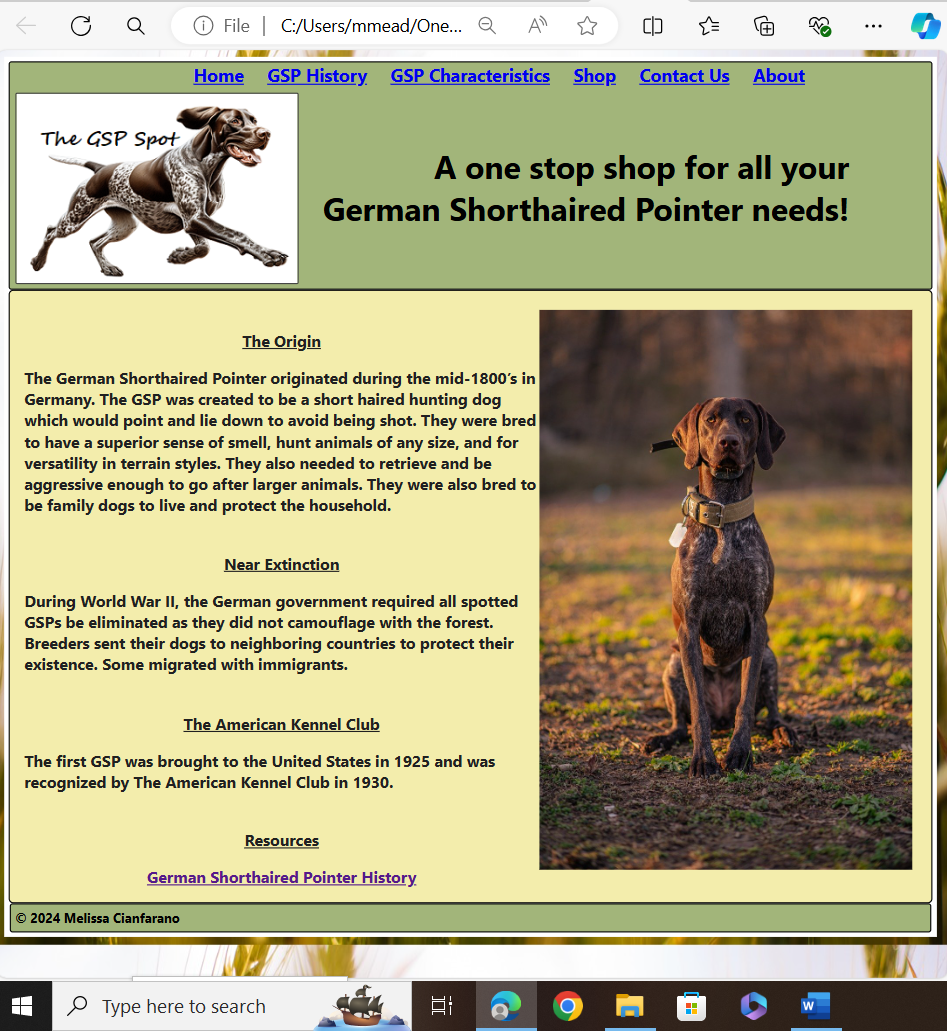 File | C:/Users/mmead/One...
Home GSP History GSP Characteristics Shop Contact Us About
The GSP Spot
A one stop shop for all your
German Shorthaired Pointer needs!
The Origin
The German Shorthaired Pointer originated during the mid-1800’s in
Germany. The GSP was created to be a short haired hunting dog
which would point and lie down to avoid being shot. They were bred
to have a superior sense of smell, hunt animals of any size, and for
versatility in terrain styles. They also needed to retrieve and be
aggressive enough to go after larger animals. They were also bred to
be family dogs to live and protect the household.
Near Extinction
During World War II, the German government required all spotted
GSPs be eliminated as they did not camouflage with the forest.
Breeders sent their dogs to neighboring countries to protect their
existence. Some migrated with immigrants.
The American Kennel Club
The first GSP was brought to the United States in 1925 and was
recognized by The American Kennel Club in 1930.
Resources
German Shorthaired Pointer History
© 2024 Melissa Cianfarano
Type here to search